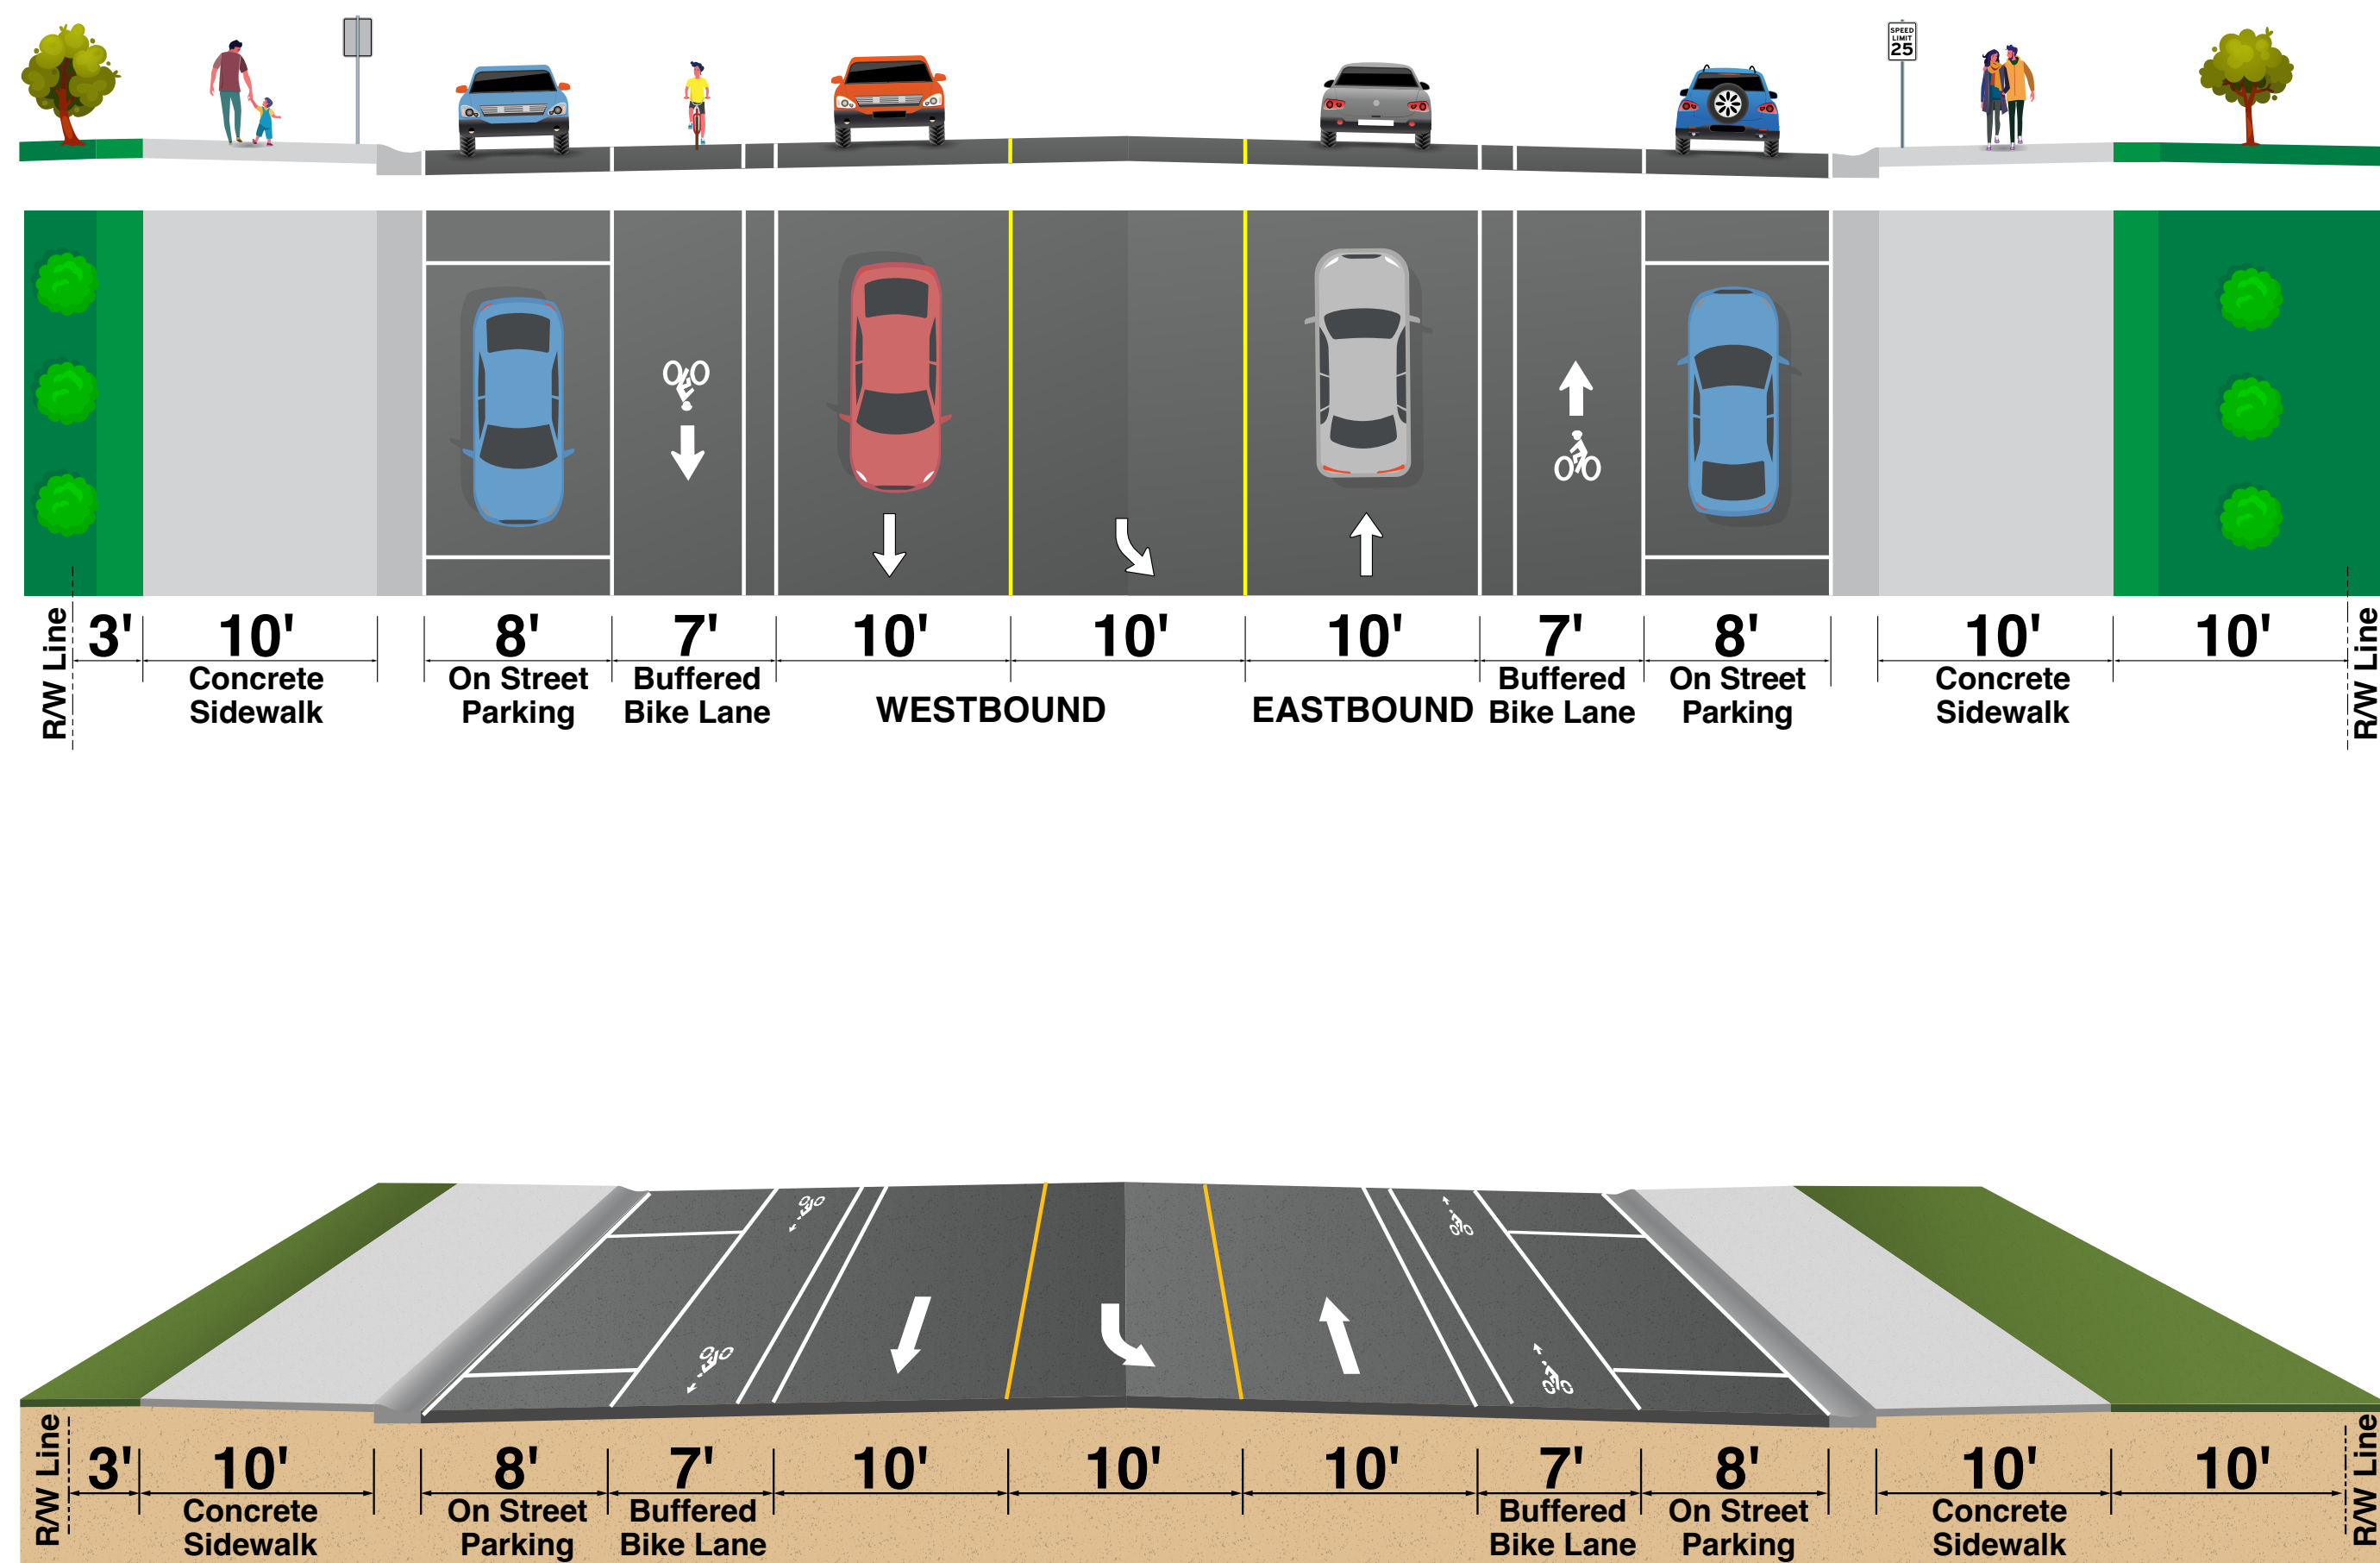 SPEED
LIMIT
25
R/W Line
3'
10'
8'
7'
10'
10'
10'
7'
8'
10'
10'
R/W Line
Concrete
Sidewalk
On Street
Parking
Buffered
Bike Lane
WESTBOUND
EASTBOUND
Buffered
Bike Lane
On Street
Parking
Concrete
Sidewalk
R/W Line
3'
10'
8'
7'
10'
10'
10'
7'
8'
10'
10'
R/W Line
Concrete
Sidewalk
On Street
Parking
Buffered
Bike Lane
Buffered
Bike Lane
On Street
Parking
Concrete
Sidewalk